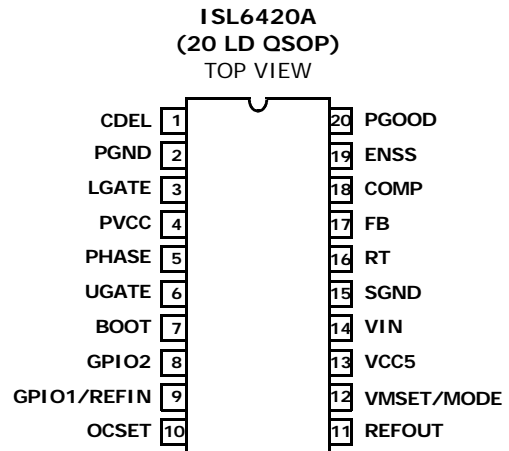 ISL6420A
(20 LD QSOP)
TOP VIEW
CDEL 1 20 PGOOD
PGND 2 19 ENSS
LGATE 3 18 COMP
PVCC 4 17 FB
PHASE 5 16 RT
UGATE 6 15 SGND
BOOT 7 14 VIN
GPIO2 8 13 VCC5
GPIO1/REFIN 9 12 VMSET/MODE
OCSET 10 11 REFOUT